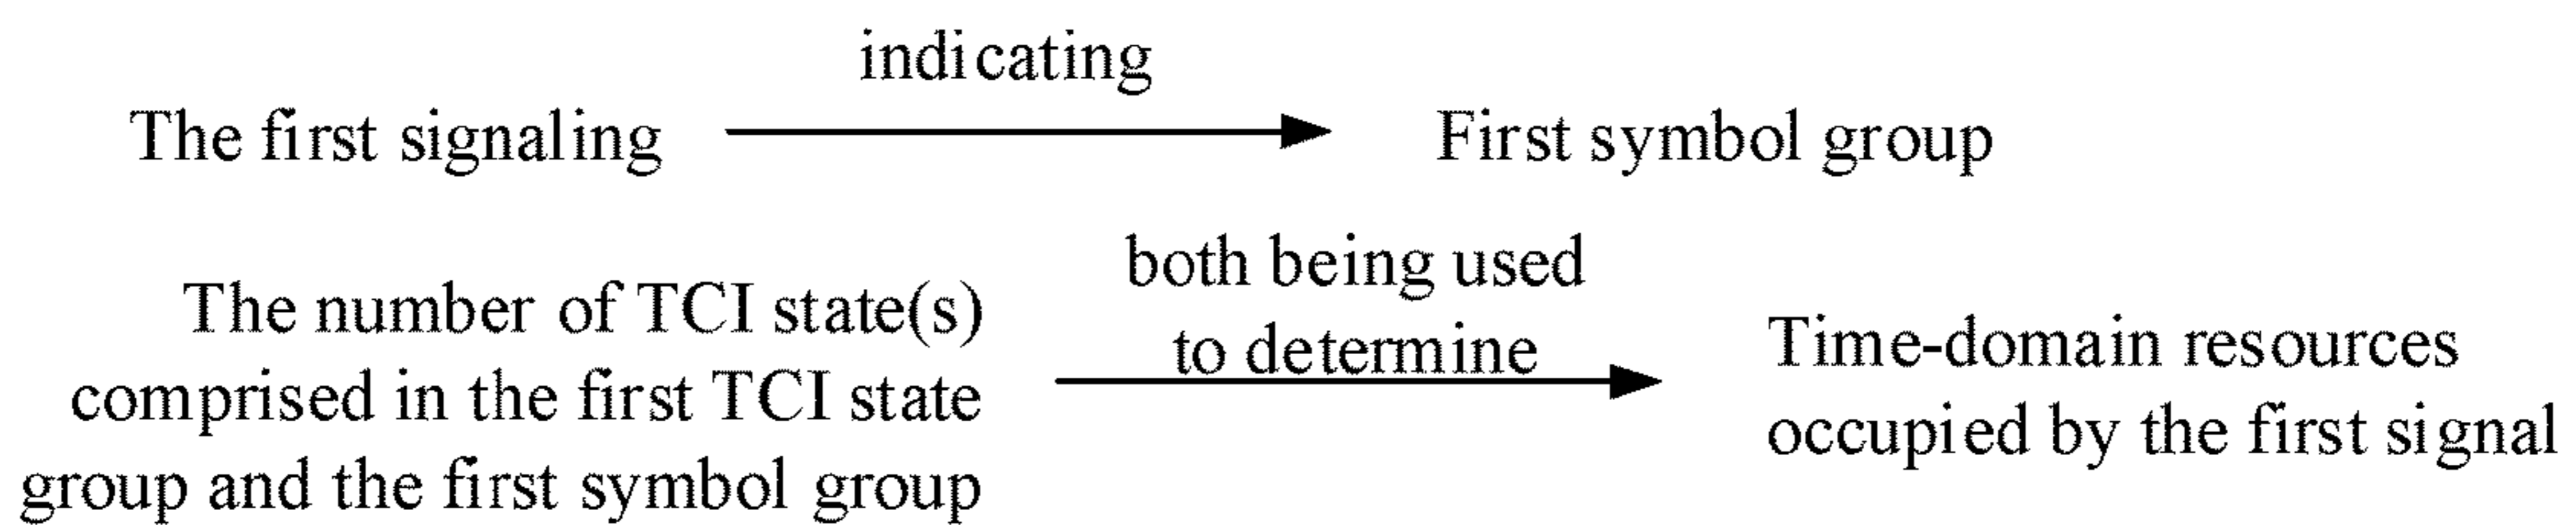 indicating
The first signaling
First symbol group
both being used
to determine
The number of TCI state(s)
comprised in the first TCI state
group and the first symbol group
Time-domain resources
occupied by the first signal